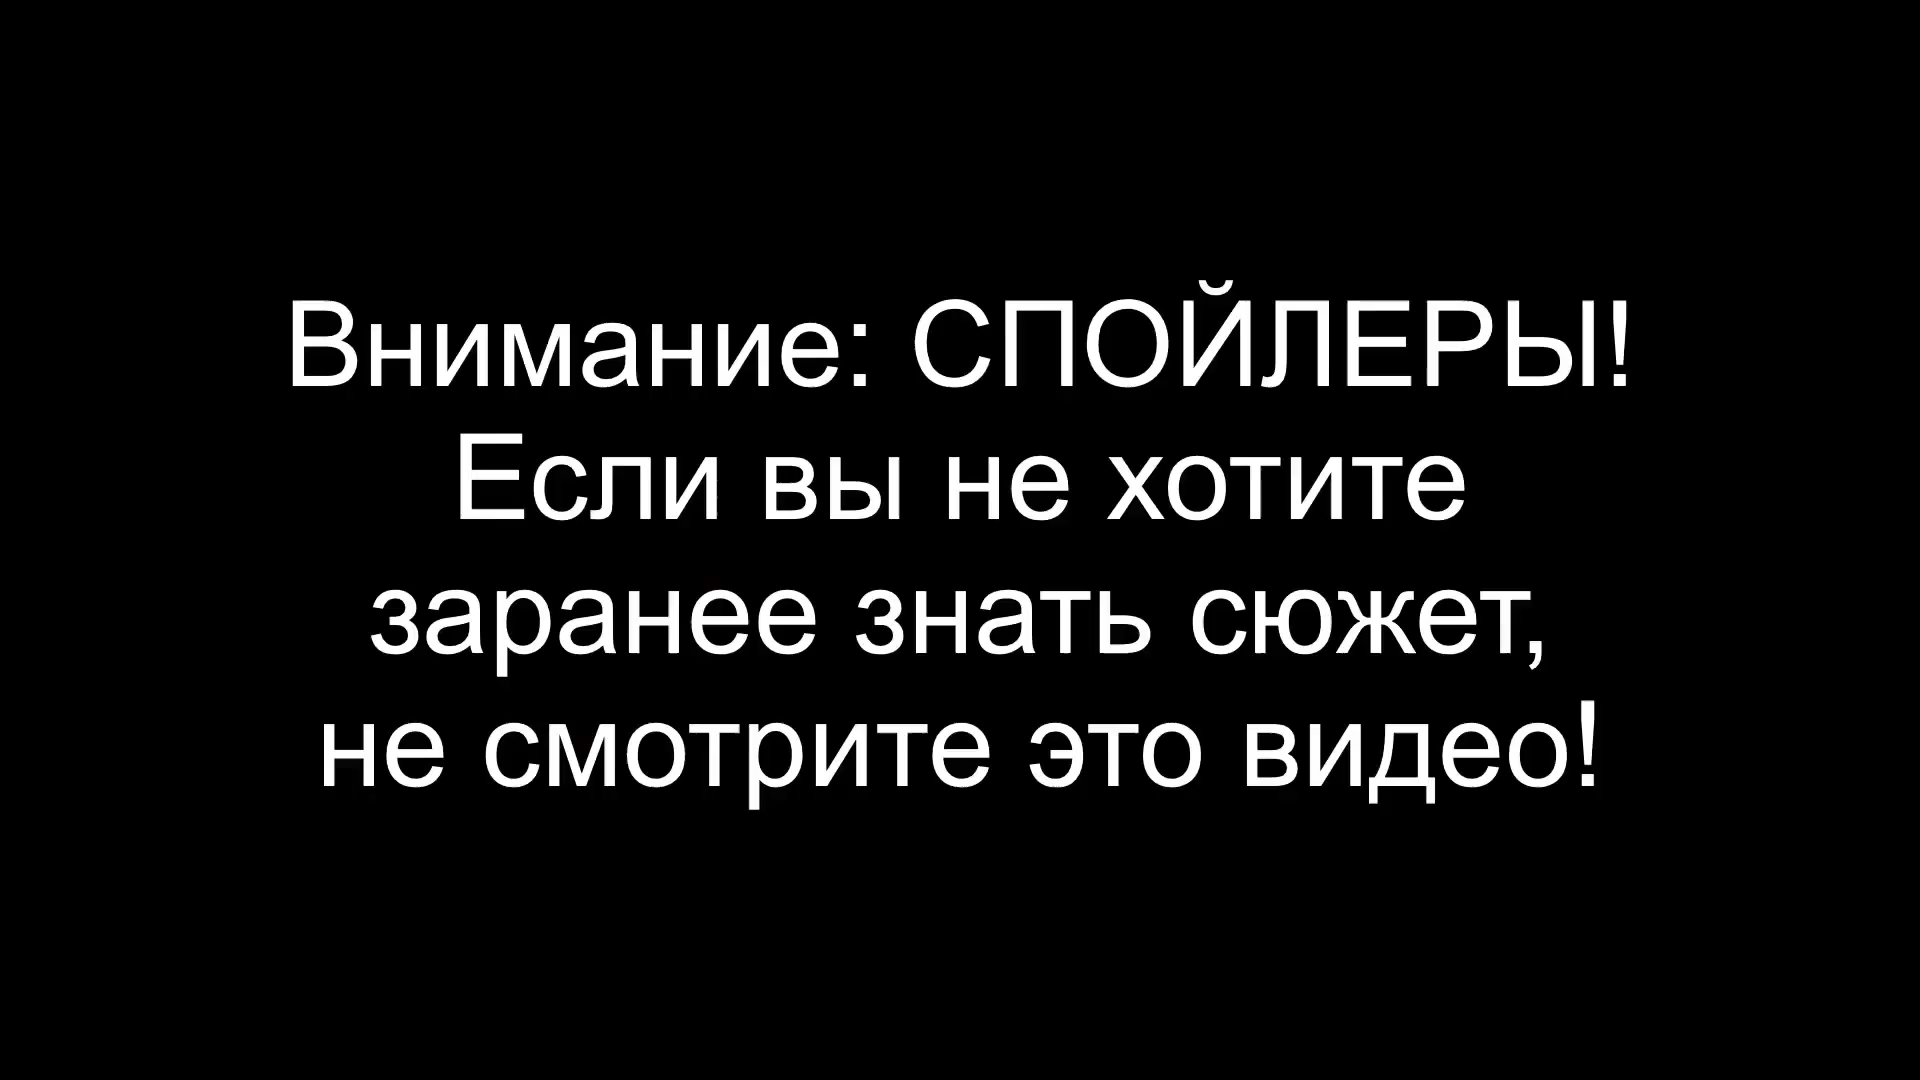 Внимание: СПОЙЛЕРЫ!
Если вы не хотите
заранее знать сюжет,
не смотрите это видео!